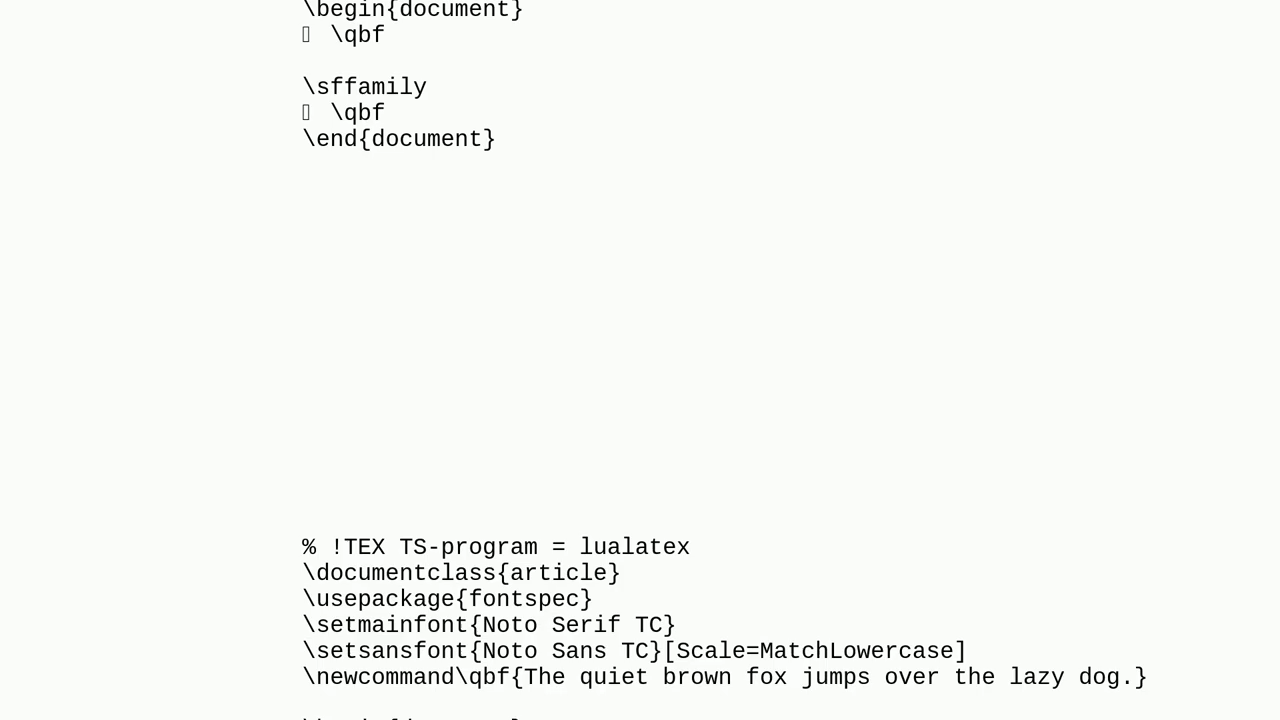 \begin{document}
\qbf
\sffamily
\qbf
\end{document}
% !TEX TS-program = lualatex
\documentclass{article}
\usepackage{fontspec}
\setmainfont{Noto Serif TC}
\setsansfont{Noto Sans TC}[Scale=MatchLowercase]
\newcommand\qbf{The quiet brown fox jumps over the lazy dog.}